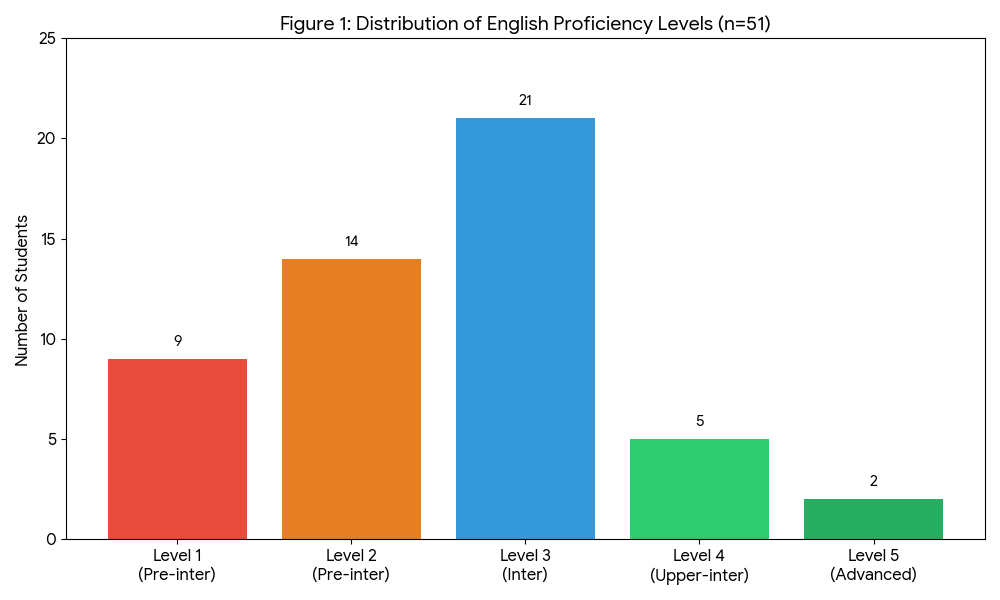 Figure 1: Distribution of English Proficiency Levels (n=51)
25
20
15
10
5
0
Number of Students
9
14
21
5
2
Level 1
(Pre-inter)
Level 2
(Pre-inter)
Level 3
(Inter)
Level 4
(Upper-inter)
Level 5
(Advanced)